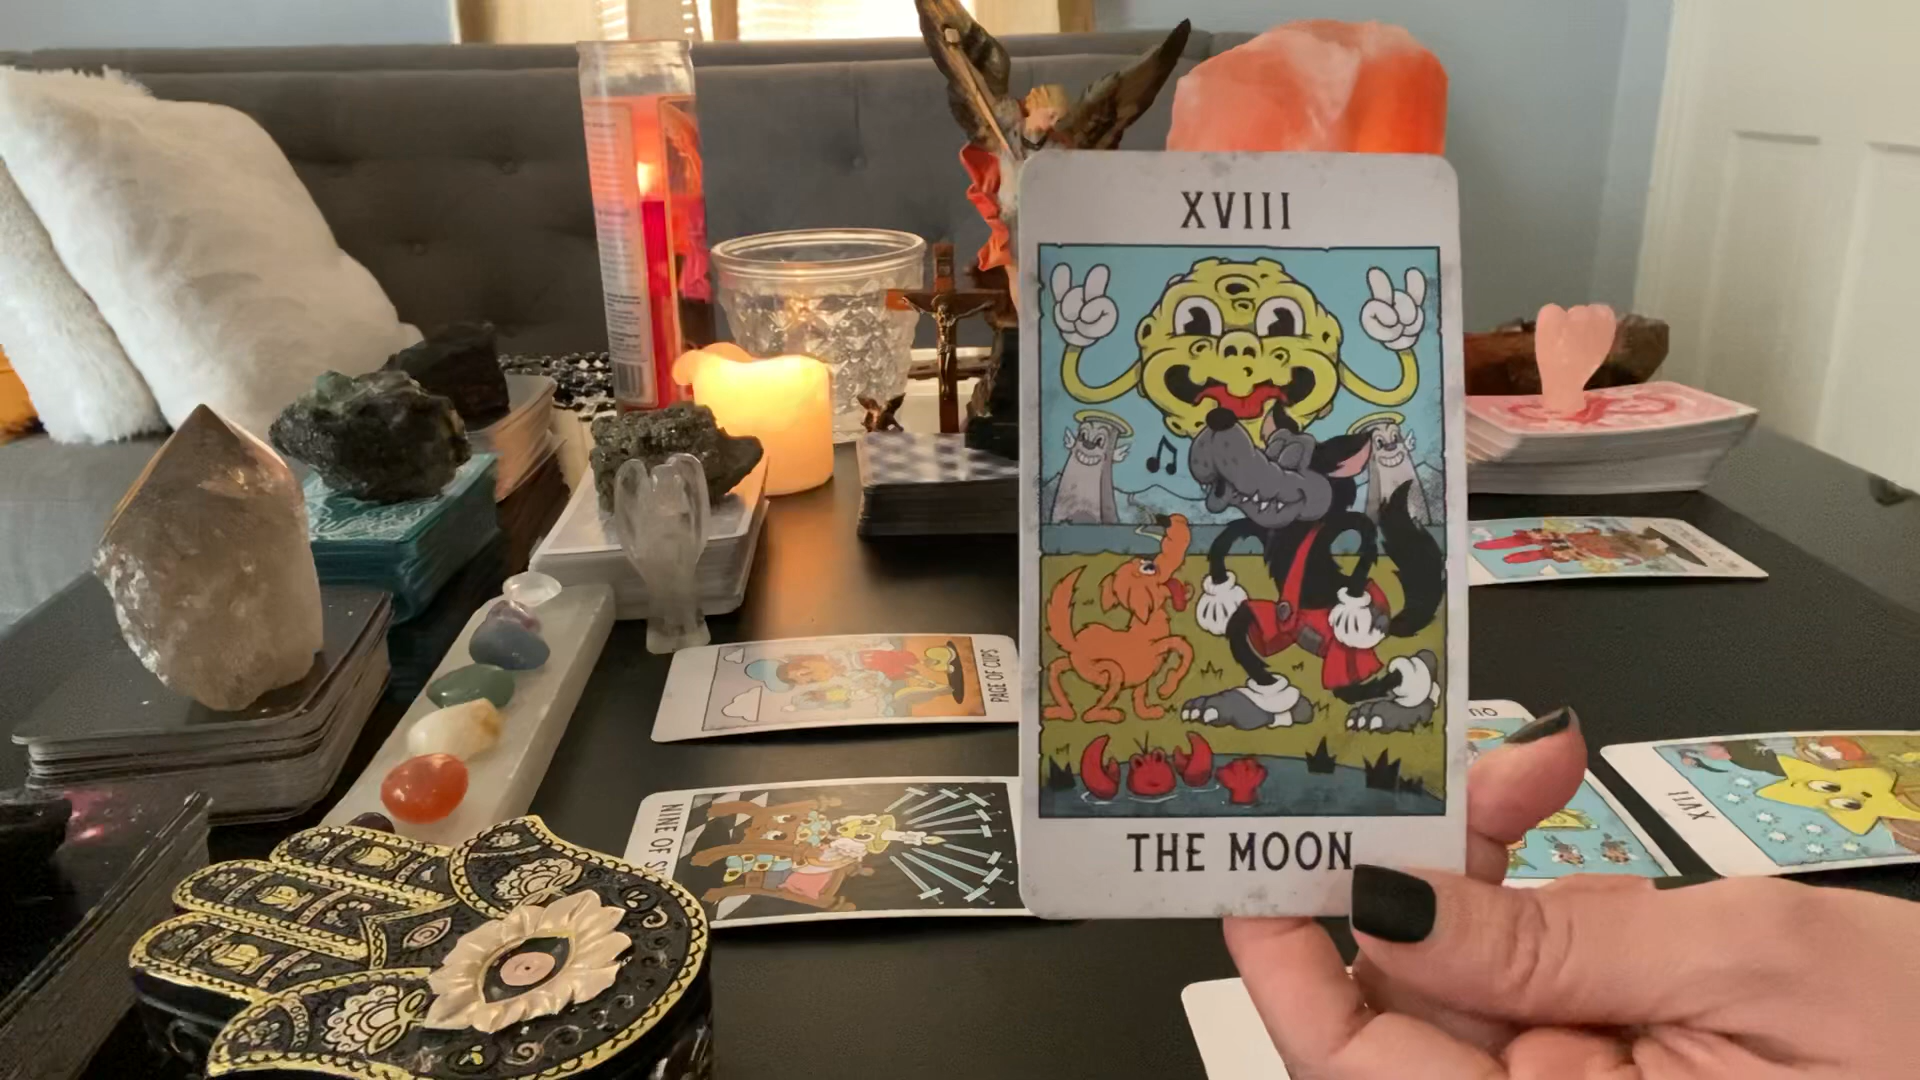 XVIII
THE MOON
PAGE OF CUPS
NINE OF S
XVII